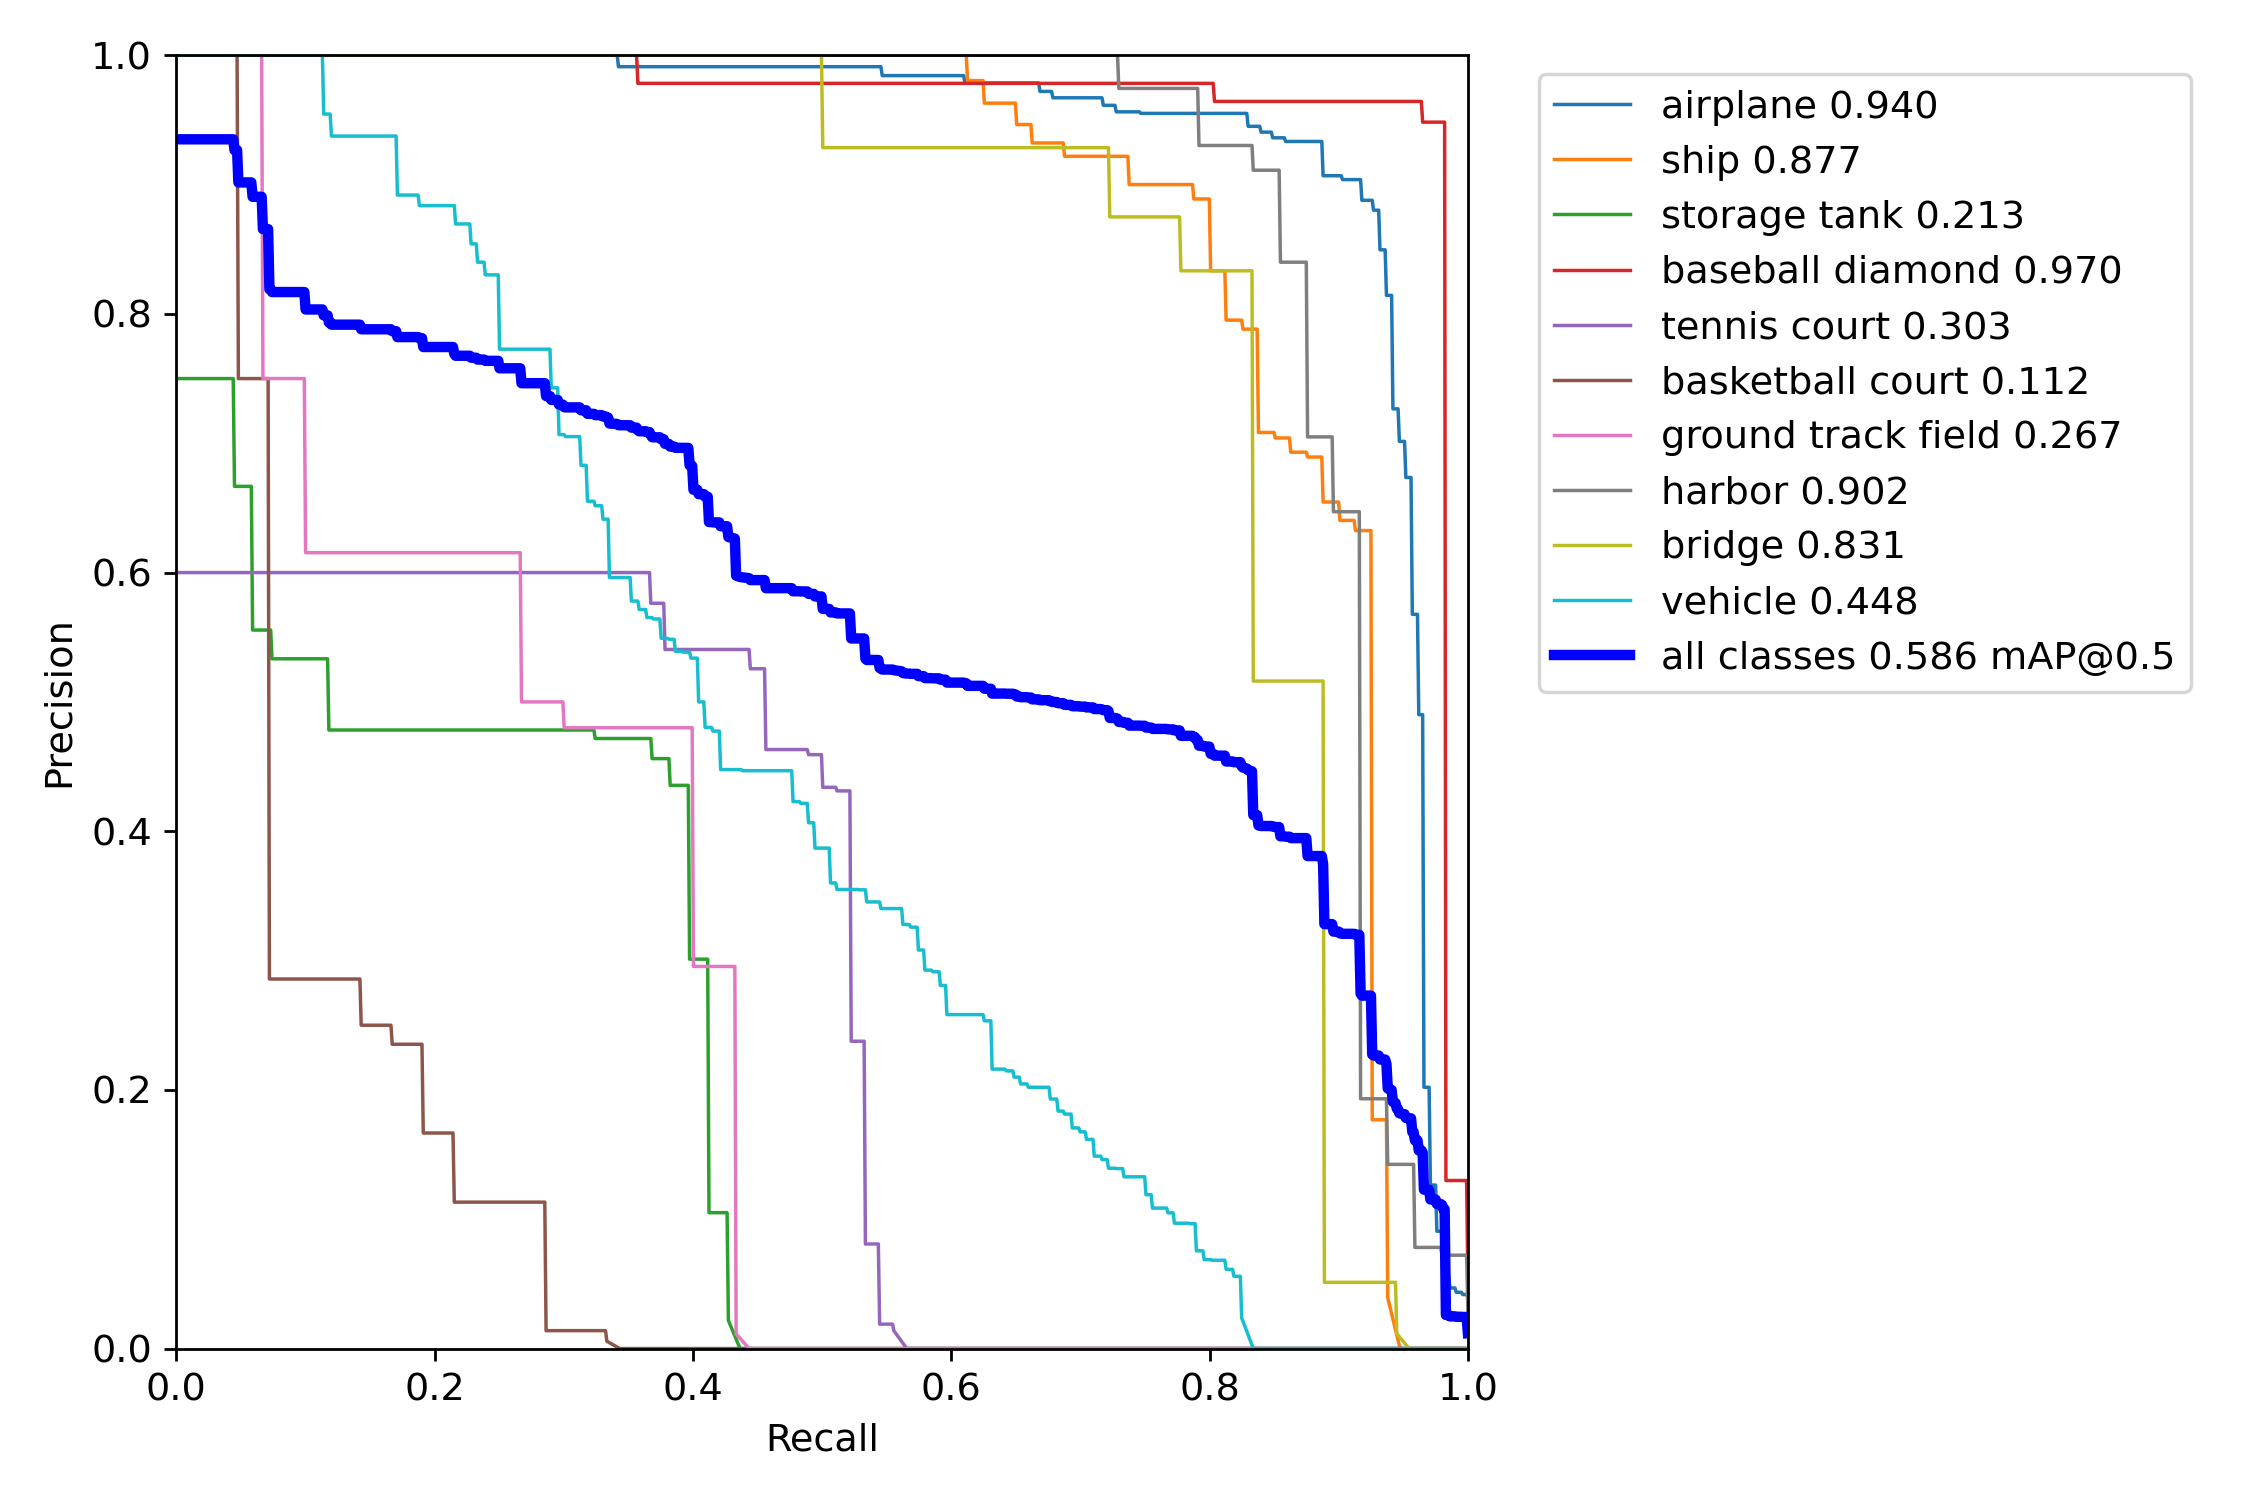 1.0
0.8
0.6
0.4
0.2
0.0
Precision
0.0 0.2 0.4 0.6 0.8 1.0
Recall
airplane 0.940
ship 0.877
storage tank 0.213
baseball diamond 0.970
tennis court 0.303
basketball court 0.112
ground track field 0.267
harbor 0.902
bridge 0.831
vehicle 0.448
all classes 0.586 mAP@0.5